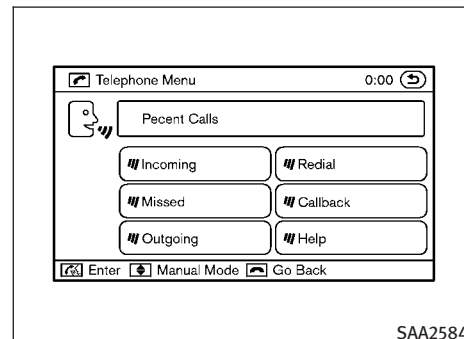 Telephone Menu 0:00
Pecent Calls
Incoming
Redial
Missed
Callback
Outgoing
Help
Enter Manual Mode Go Back
SAA2584